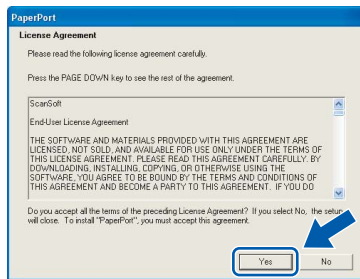 PaperPort
License Agreement
Please read the following license agreement carefully.
Press the PAGE DOWN key to see the rest of the agreement.
ScanSoft
End-User License Agreement
THE SOFTWARE AND MATERIALS PROVIDED WITH THIS AGREEMENT ARE
LICENSED, NOT SOLD, AND AVAILABLE FOR USE ONLY UNDER THE TERMS OF
THIS LICENSE AGREEMENT. PLEASE READ THIS AGREEMENT CAREFULLY. BY
DOWNLOADING, INSTALLING, COPYING, OR OTHERWISE USING THE
SOFTWARE, YOU AGREE TO BE BOUND BY THE TERMS AND CONDITIONS OF
THIS AGREEMENT AND BECOME A PARTY TO THIS AGREEMENT. IF YOU DO
Do you accept all the terms of the preceding License Agreement? If you select No, the setup
will close. To install "PaperPort", you must accept this agreement.
Yes
No